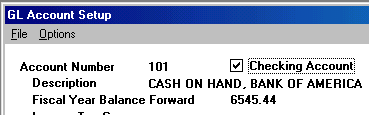 GL Account Setup
File Options
Account Number 101 Checking Account
Description CASH ON HAND, BANK OF AMERICA
Fiscal Year Balance Forward 6545.44